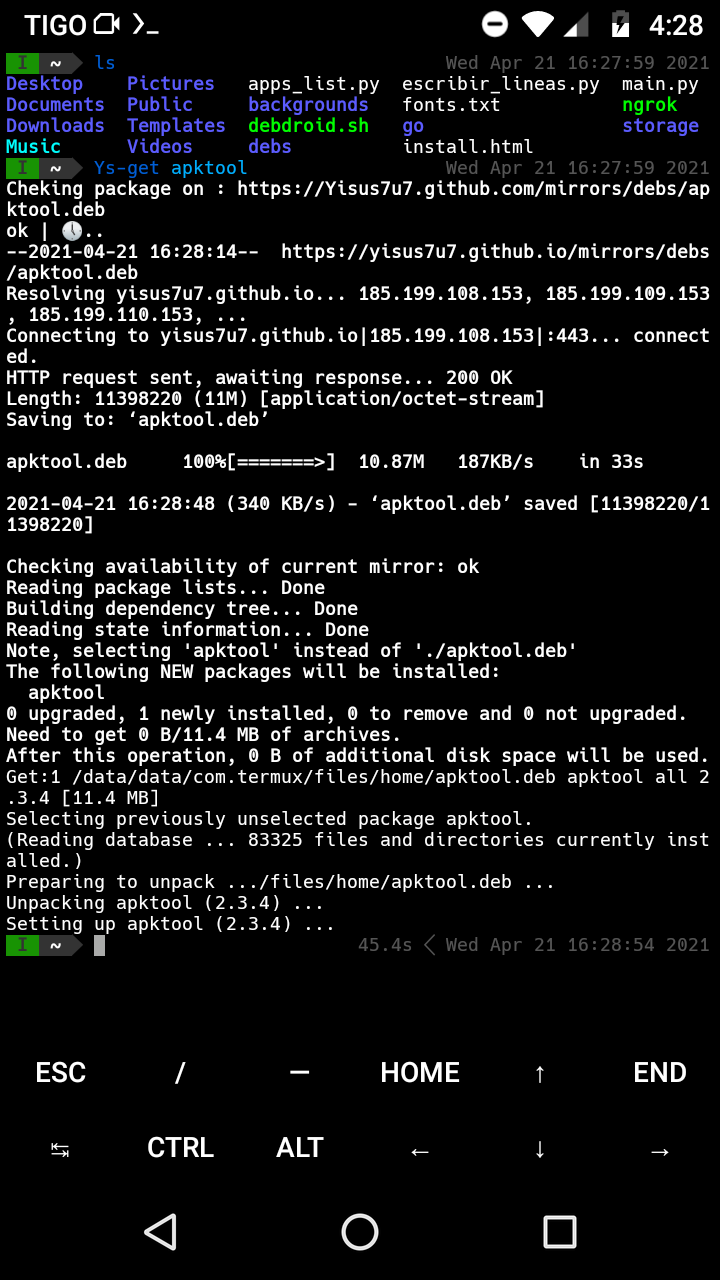 TIGO 4:28
I ~ ls Wed Apr 21 16:27:59 2021
Desktop Pictures apps_list.py escribir_lineas.py main.py
Documents Public backgrounds fonts.txt ngrok
Downloads Templates debdroid.sh go storage
Music Videos debs install.html
I ~ Ys-get apktool Wed Apr 21 16:27:59 2021
Cheking package on : https://Yisus7u7.github.com/mirrors/debs/ap
ktool.deb
ok | 🕔..
--2021-04-21 16:28:14-- https://yisus7u7.github.io/mirrors/debs
/apktool.deb
Resolving yisus7u7.github.io... 185.199.108.153, 185.199.109.153
, 185.199.110.153, ...
Connecting to yisus7u7.github.io|185.199.108.153|:443... connect
ed.
HTTP request sent, awaiting response... 200 OK
Length: 11398220 (11M) [application/octet-stream]
Saving to: ‘apktool.deb’
apktool.deb 100%[=======>] 10.87M 187KB/s in 33s
2021-04-21 16:28:48 (340 KB/s) - ‘apktool.deb’ saved [11398220/1
1398220]
Checking availability of current mirror: ok
Reading package lists... Done
Building dependency tree... Done
Reading state information... Done
Note, selecting 'apktool' instead of './apktool.deb'
The following NEW packages will be installed:
apktool
0 upgraded, 1 newly installed, 0 to remove and 0 not upgraded.
Need to get 0 B/11.4 MB of archives.
After this operation, 0 B of additional disk space will be used.
Get:1 /data/data/com.termux/files/home/apktool.deb apktool all 2
.3.4 [11.4 MB]
Selecting previously unselected package apktool.
(Reading database ... 83325 files and directories currently inst
alled.)
Preparing to unpack .../files/home/apktool.deb ...
Unpacking apktool (2.3.4) ...
Setting up apktool (2.3.4) ...
I ~ 45.4s Wed Apr 21 16:28:54 2021
ESC / — HOME ↑ END
↹ CTRL ALT ← ↓ →